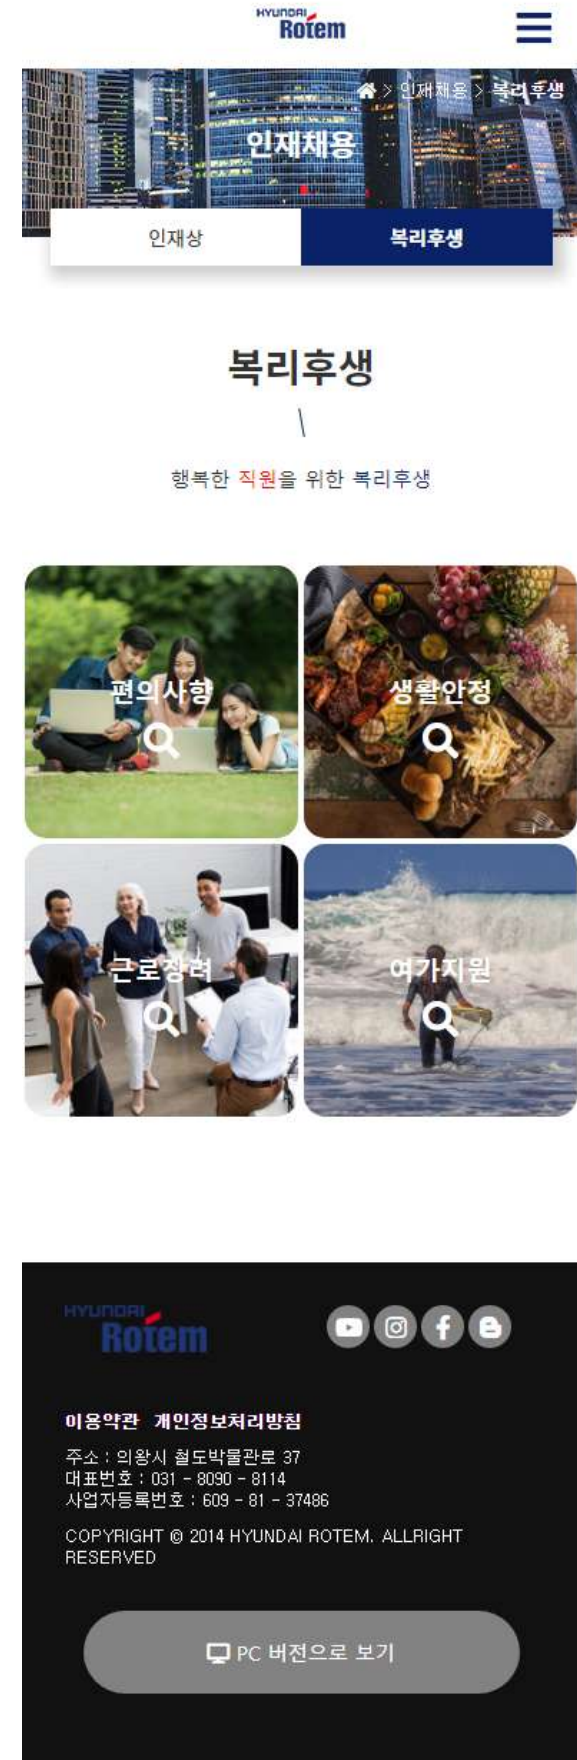 HYUNDAI
Rotem
> 인재채용 > 복리후생
인재채용
인재상
복리후생
복리후생
\
행복한 직원을 위한 복리후생
편의사항
생활안정
근로장려
여가지원
HYUNDAI
Rotem
이용약관 개인정보처리방침
주소 : 의왕시 철도박물관로 37
대표번호 : 031 - 8090 - 8114
사업자등록번호 : 609 - 81 - 37486
COPYRIGHT © 2014 HYUNDAI ROTEM. ALLRIGHT
RESERVED
PC 버전으로 보기